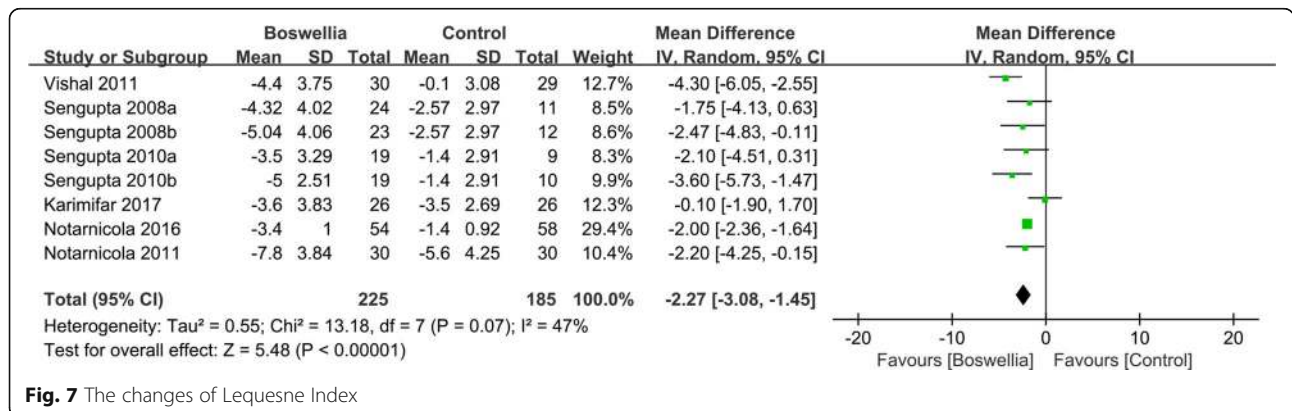 Boswellia Control Mean Difference Mean Difference
Study or Subgroup Mean SD Total Mean SD Total Weight IV, Random, 95% CI IV, Random, 95% CI
Vishal 2011 -4.4 3.75 30 -0.1 3.08 29 12.7% -4.30 [-6.05, -2.55]
Sengupta 2008a -4.32 4.02 24 -2.57 2.97 11 8.5% -1.75 [-4.13, 0.63]
Sengupta 2008b -5.04 4.06 23 -2.57 2.97 12 8.6% -2.47 [-4.83, -0.11]
Sengupta 2010a -3.5 3.29 19 -1.4 2.91 9 8.3% -2.10 [-4.51, 0.31]
Sengupta 2010b -5 2.51 19 -1.4 2.91 10 9.9% -3.60 [-5.73, -1.47]
Karimifar 2017 -3.6 3.83 26 -3.5 2.69 26 12.3% -0.10 [-1.90, 1.70]
Notarnicola 2016 -3.4 1 54 -1.4 0.92 58 29.4% -2.00 [-2.36, -1.64]
Notarnicola 2011 -7.8 3.84 30 -5.6 4.25 30 10.4% -2.20 [-4.25, -0.15]
Total (95% CI) 225 185 100.0% -2.27 [-3.08, -1.45]
Heterogeneity: Tau² = 0.55; Chi² = 13.18, df = 7 (P = 0.07); I² = 47%
Test for overall effect: Z = 5.48 (P < 0.00001)
-20 -10 0 10 20
Favours [Boswellia] Favours [Control]
Fig. 7 The changes of Lequesne Index